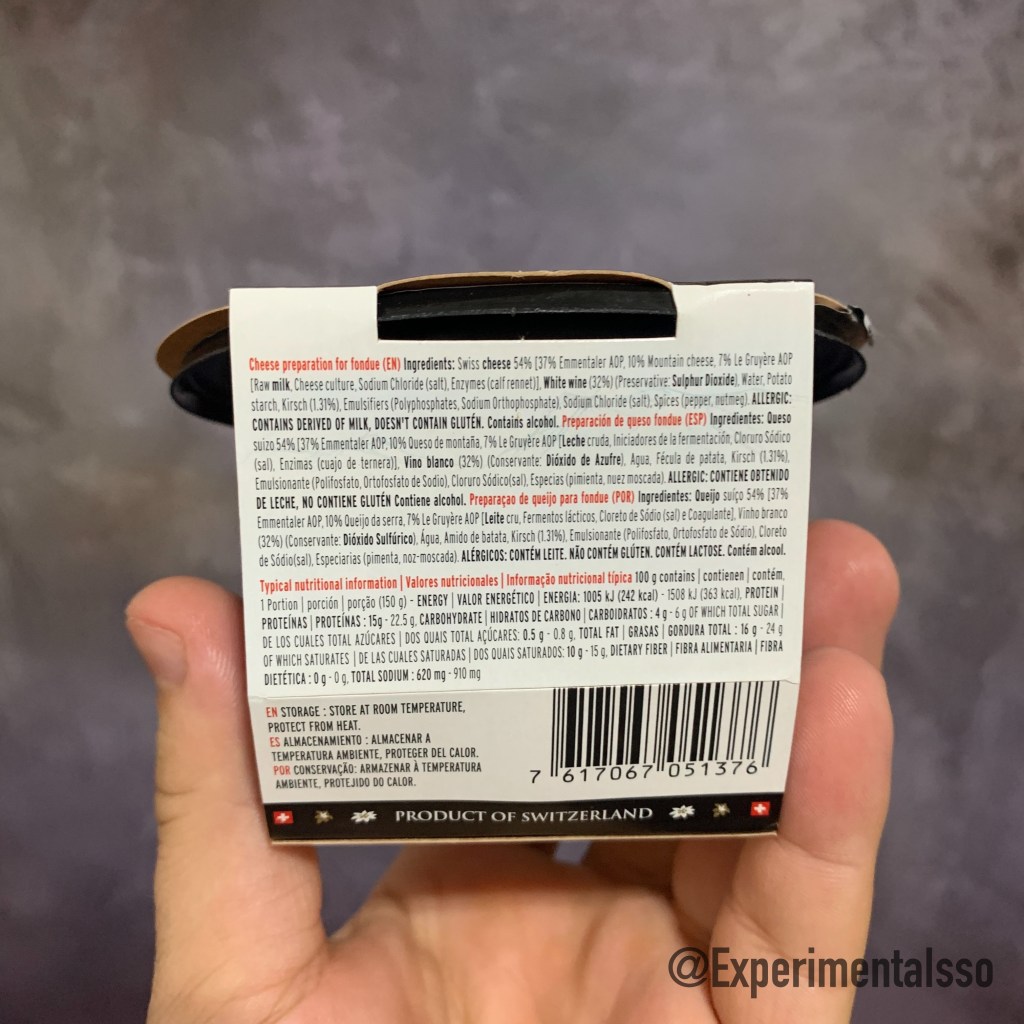 Cheese preparation for fondue (EN) Ingredients: Swiss cheese 54% [37% Emmentaler AOP, 10% Mountain cheese, 7% Le Gruyère AOP
[Raw milk, Cheese culture, Sodium Chloride (salt), Enzymes (calf rennet)], White wine (32%) (Preservative: Sulphur Dioxide), Water, Potato
starch, Kirsch (1.31%), Emulsifiers (Polyphosphates, Sodium Orthophosphate), Sodium Chloride (salt), Spices (pepper, nutmeg). ALLERGIC:
CONTAINS DERIVED OF MILK, DOESN'T CONTAIN GLUTÉN. Contains alcohol. Preparación de queso fondue (ESP) Ingredientes: Queso
suizo 54% [37% Emmentaler AOP, 10% Queso de montaña, 7% Le Gruyère AOP [Leche cruda, Iniciadores de la fermentación, Cloruro Sódico
(sal), Enzimas (cuajo de ternera)], Vino blanco (32%) (Conservante: Dióxido de Azufre), Agua, Fécula de patata, Kirsch (1.31%),
Emulsionante (Polifosfato, Ortofosfato de Sodio), Cloruro Sódico(sal), Especias (pimienta, nuez moscada). ALLERGIC: CONTIENE OBTENIDO
DE LECHE, NO CONTIENE GLUTÉN Contiene alcohol. Preparaçao de queijo para fondue (POR) Ingredientes: Queijo suíço 54% [37%
Emmentaler AOP, 10% Queijo da serra, 7% Le Gruyère AOP [Leite cru, Fermentos lácticos, Cloreto de Sódio (sal) e Coagulante], Vinho branco
(32%) (Conservante: Dióxido Sulfúrico), Água, Amido de batata, Kirsch (1.31%), Emulsionante (Polifosfato, Ortofosfato de Sódio), Cloreto
de Sódio(sal), Especiarias (pimenta, noz-moscada). ALÉRGICOS: CONTÉM LEITE. NÃO CONTÉM GLÚTEN. CONTÉM LACTOSE. Contém alcool.
Typical nutritional information | Valores nutricionales | Informação nutricional típica 100 g contains | contienen | contém,
1 Portion | porción | porção (150 g) - ENERGY | VALOR ENERGÉTICO | ENERGIA: 1005 kJ (242 kcal) - 1508 kJ (363 kcal), PROTEIN |
PROTEÍNAS | PROTEÍNAS : 15g - 22.5 g, CARBOHYDRATE | HIDRATOS DE CARBONO | CARBOIDRATOS : 4 g - 6 g OF WHICH TOTAL SUGAR |
DE LOS CUALES TOTAL AZÚCARES | DOS QUAIS TOTAL AÇÚCARES: 0.5 g - 0.8 g, TOTAL FAT | GRASAS | GORDURA TOTAL : 16 g - 24 g
OF WHICH SATURATES | DE LAS CUALES SATURADAS | DOS QUAIS SATURADOS: 10 g - 15 g, DIETARY FIBER | FIBRA ALIMENTARIA | FIBRA
DIETÉTICA : 0 g - 0 g, TOTAL SODIUM : 620 mg - 910 mg
EN STORAGE : STORE AT ROOM TEMPERATURE,
PROTECT FROM HEAT.
ES ALMACENAMIENTO : ALMACENAR A
TEMPERATURA AMBIENTE, PROTEGER DEL CALOR.
POR CONSERVAÇÃO: ARMAZENAR À TEMPERATURA
AMBIENTE, PROTEJIDO DO CALOR.
7 617067 051376
PRODUCT OF SWITZERLAND
@ExperimentaIsso